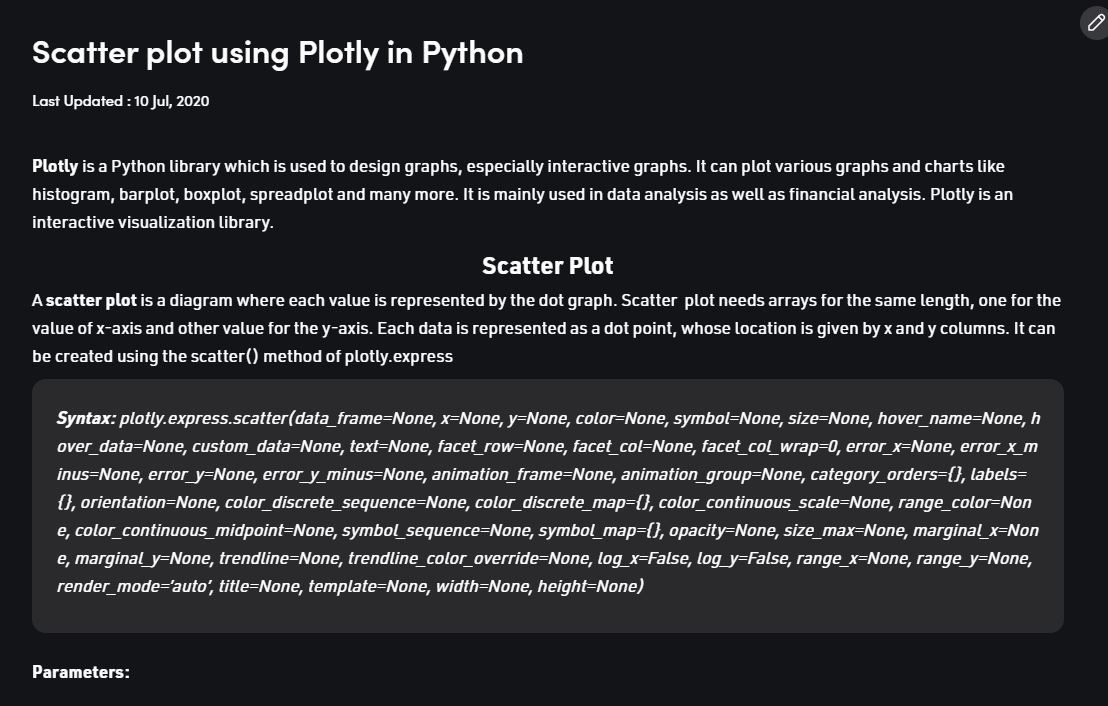 Scatter plot using Plotly in Python
Last Updated : 10 Jul, 2020
Plotly is a Python library which is used to design graphs, especially interactive graphs. It can plot various graphs and charts like
histogram, barplot, boxplot, spreadplot and many more. It is mainly used in data analysis as well as financial analysis. Plotly is an
interactive visualization library.
Scatter Plot
A scatter plot is a diagram where each value is represented by the dot graph. Scatter  plot needs arrays for the same length, one for the
value of x-axis and other value for the y-axis. Each data is represented as a dot point, whose location is given by x and y columns. It can
be created using the scatter() method of plotly.express
Syntax: plotly.express.scatter(data_frame=None, x=None, y=None, color=None, symbol=None, size=None, hover_name=None, h
over_data=None, custom_data=None, text=None, facet_row=None, facet_col=None, facet_col_wrap=0, error_x=None, error_x_m
inus=None, error_y=None, error_y_minus=None, animation_frame=None, animation_group=None, category_orders={}, labels=
{}, orientation=None, color_discrete_sequence=None, color_discrete_map={}, color_continuous_scale=None, range_color=Non
e, color_continuous_midpoint=None, symbol_sequence=None, symbol_map={}, opacity=None, size_max=None, marginal_x=Non
e, marginal_y=None, trendline=None, trendline_color_override=None, log_x=False, log_y=False, range_x=None, range_y=None,
render_mode='auto', title=None, template=None, width=None, height=None)
Parameters: